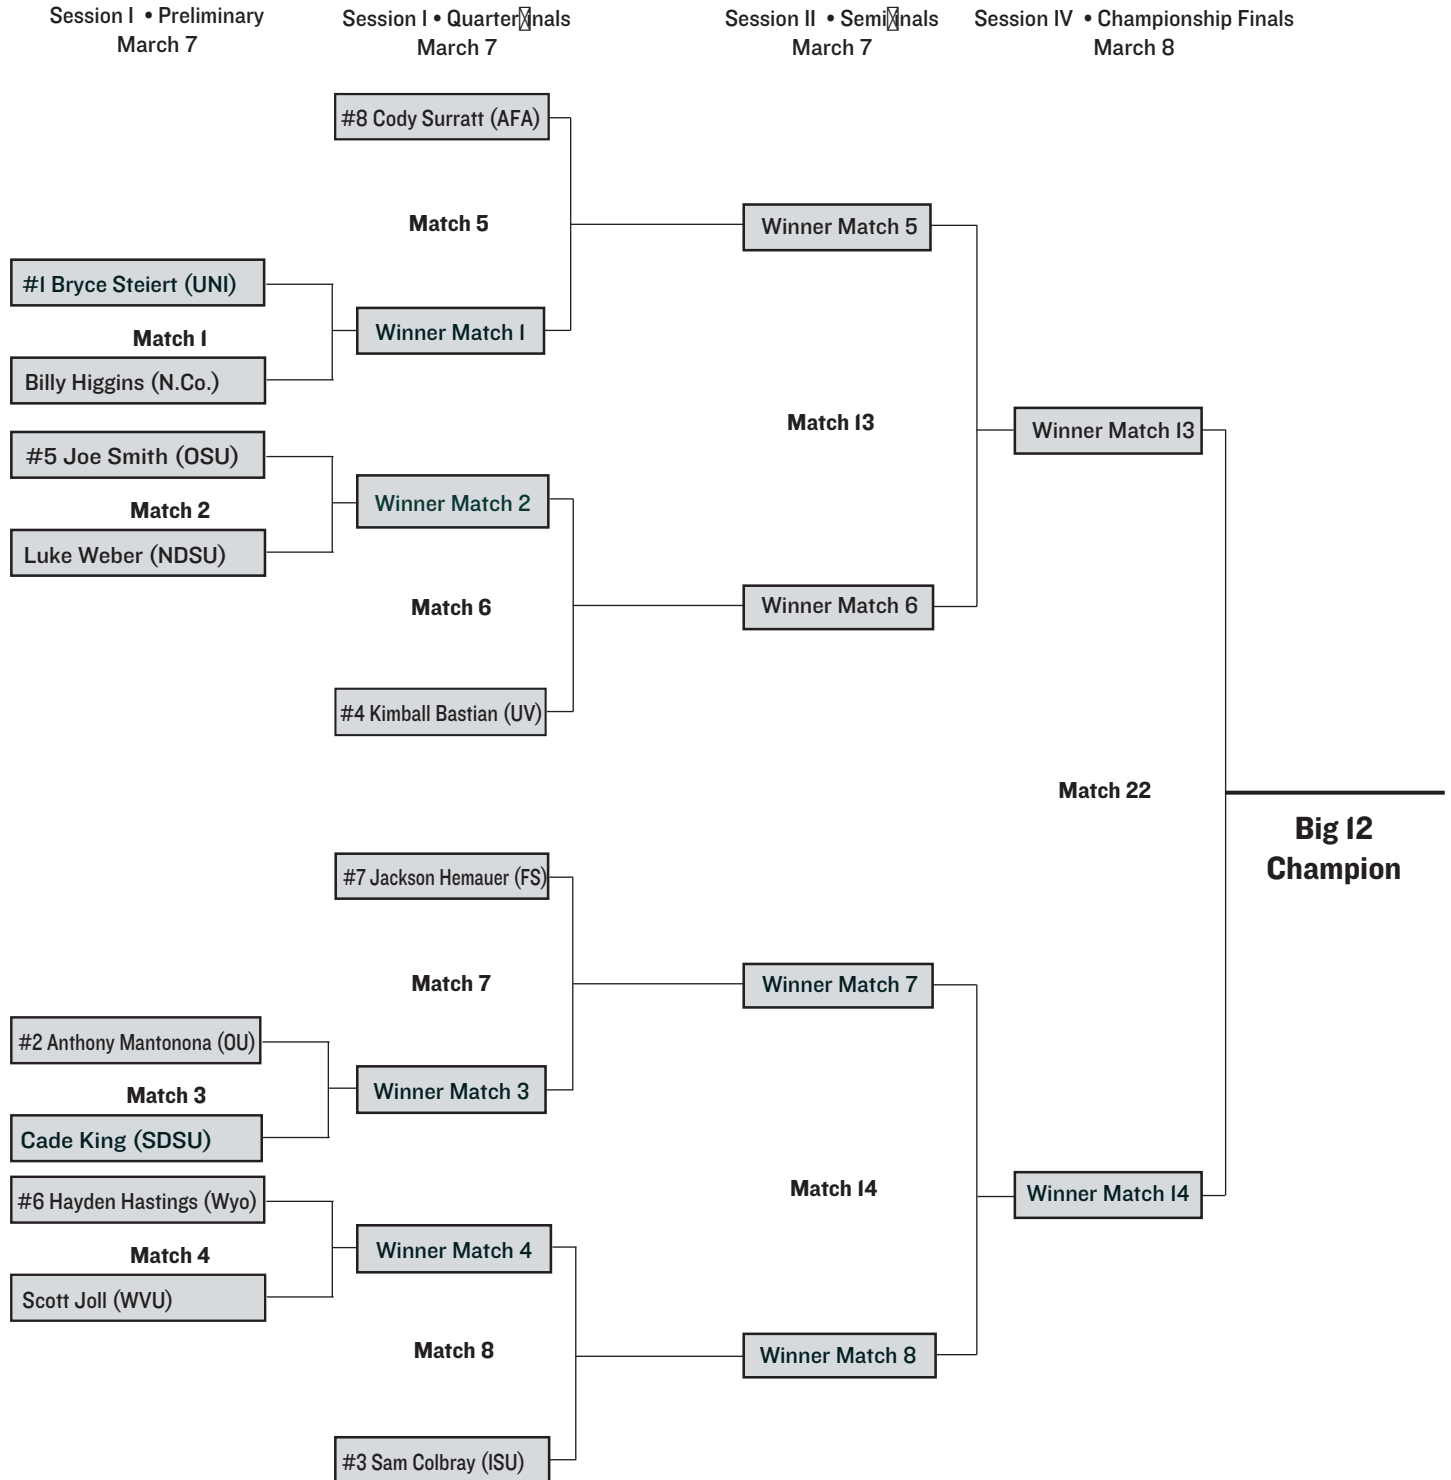 Session I • Preliminary
March 7
Session I • Quarterfinals
March 7
Session II • Semifinals
March 7
Session IV • Championship Finals
March 8
#8 Cody Surratt (AFA)
Match 5
Winner Match 5
#1 Bryce Steiert (UNI)
Match 1
Winner Match 1
Billy Higgins (N.Co.)
Match 13
Winner Match 13
#5 Joe Smith (OSU)
Match 2
Winner Match 2
Luke Weber (NDSU)
Match 6
Winner Match 6
#4 Kimball Bastian (UV)
Match 22
Big 12
Champion
#7 Jackson Hemauer (FS)
Match 7
Winner Match 7
#2 Anthony Mantonona (OU)
Match 3
Winner Match 3
Cade King (SDSU)
Match 14
Winner Match 14
#6 Hayden Hastings (Wyo)
Match 4
Winner Match 4
Scott Joll (WVU)
Match 8
Winner Match 8
#3 Sam Colbray (ISU)